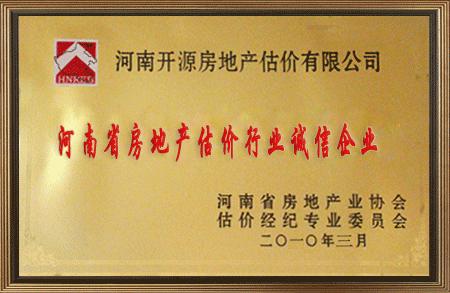 河南开源房地产估价有限公司
河南省房地产估价行业诚信企业
河南省房地产业协会
估价经纪专业委员会
二〇一〇年三月